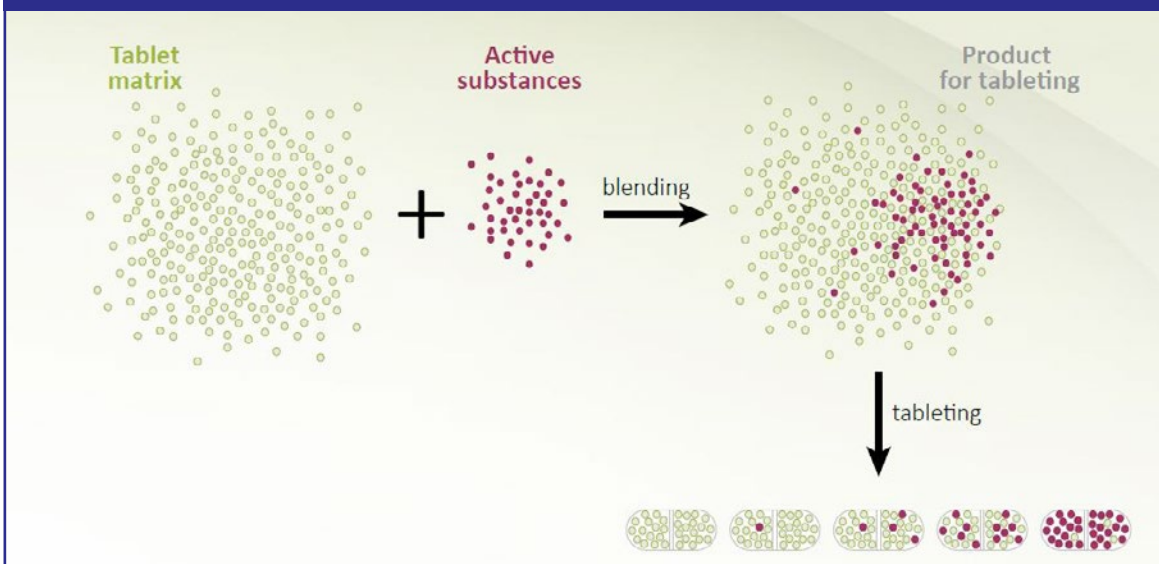 Tablet
matrix
Active
substances
Product
for tableting
blending
tableting